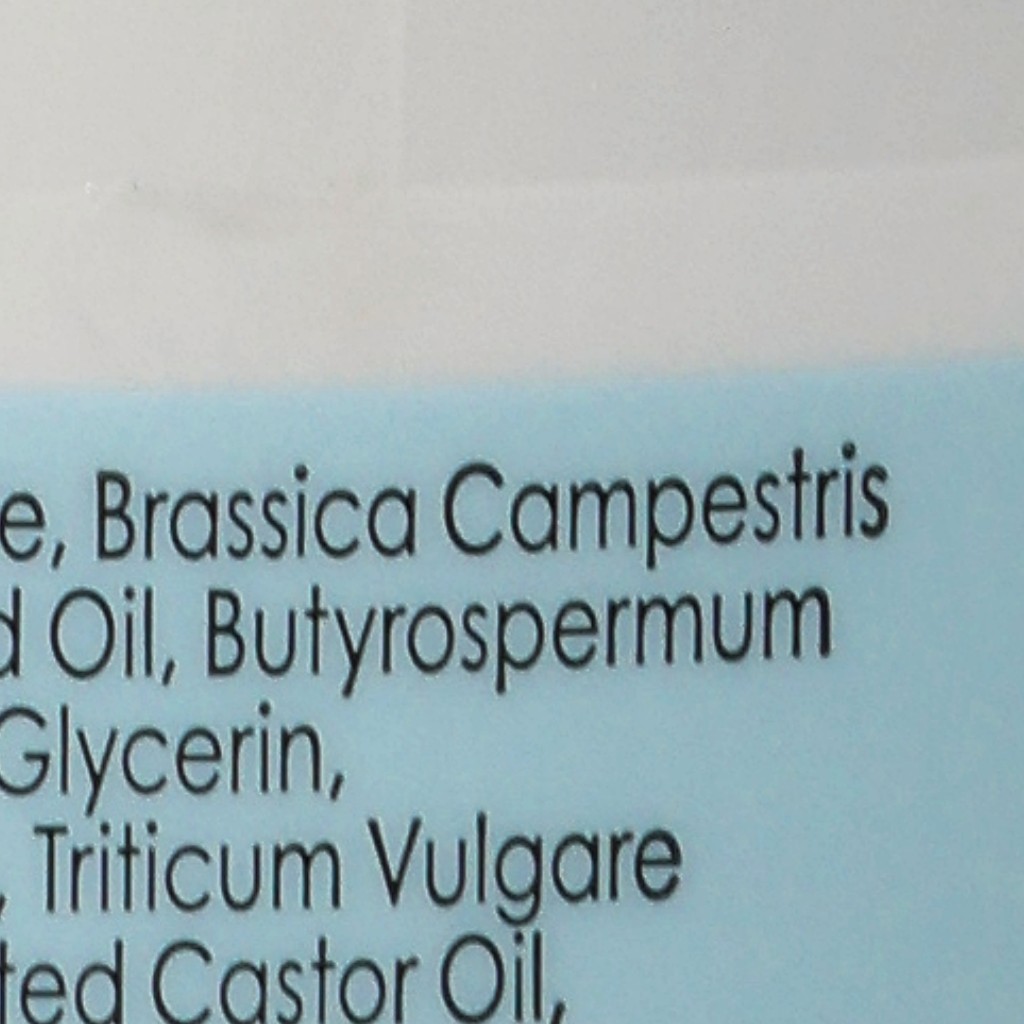 e, Brassica Campestris
d Oil, Butyrospermum
Glycerin,
, Triticum Vulgare
ted Castor Oil,